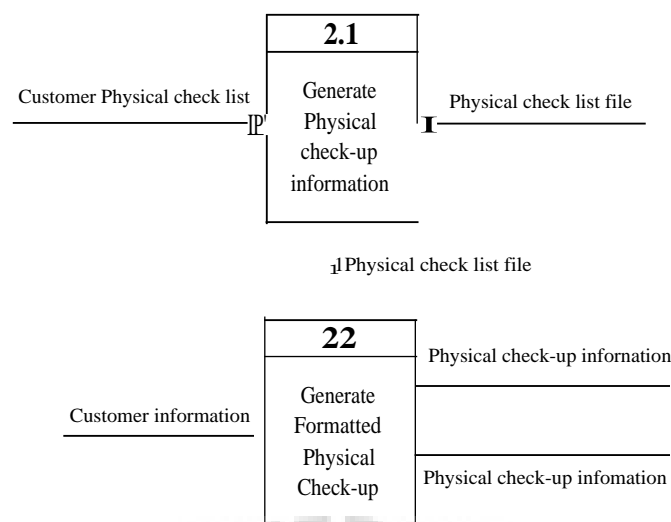 2.1
Customer Physical check list
Generate
Physical
check-up
information
Physical check list file
Physical check list file
22
Physical check-up infornation
Customer information
Generate
Formatted
Physical
Check-up
Physical check-up infomation